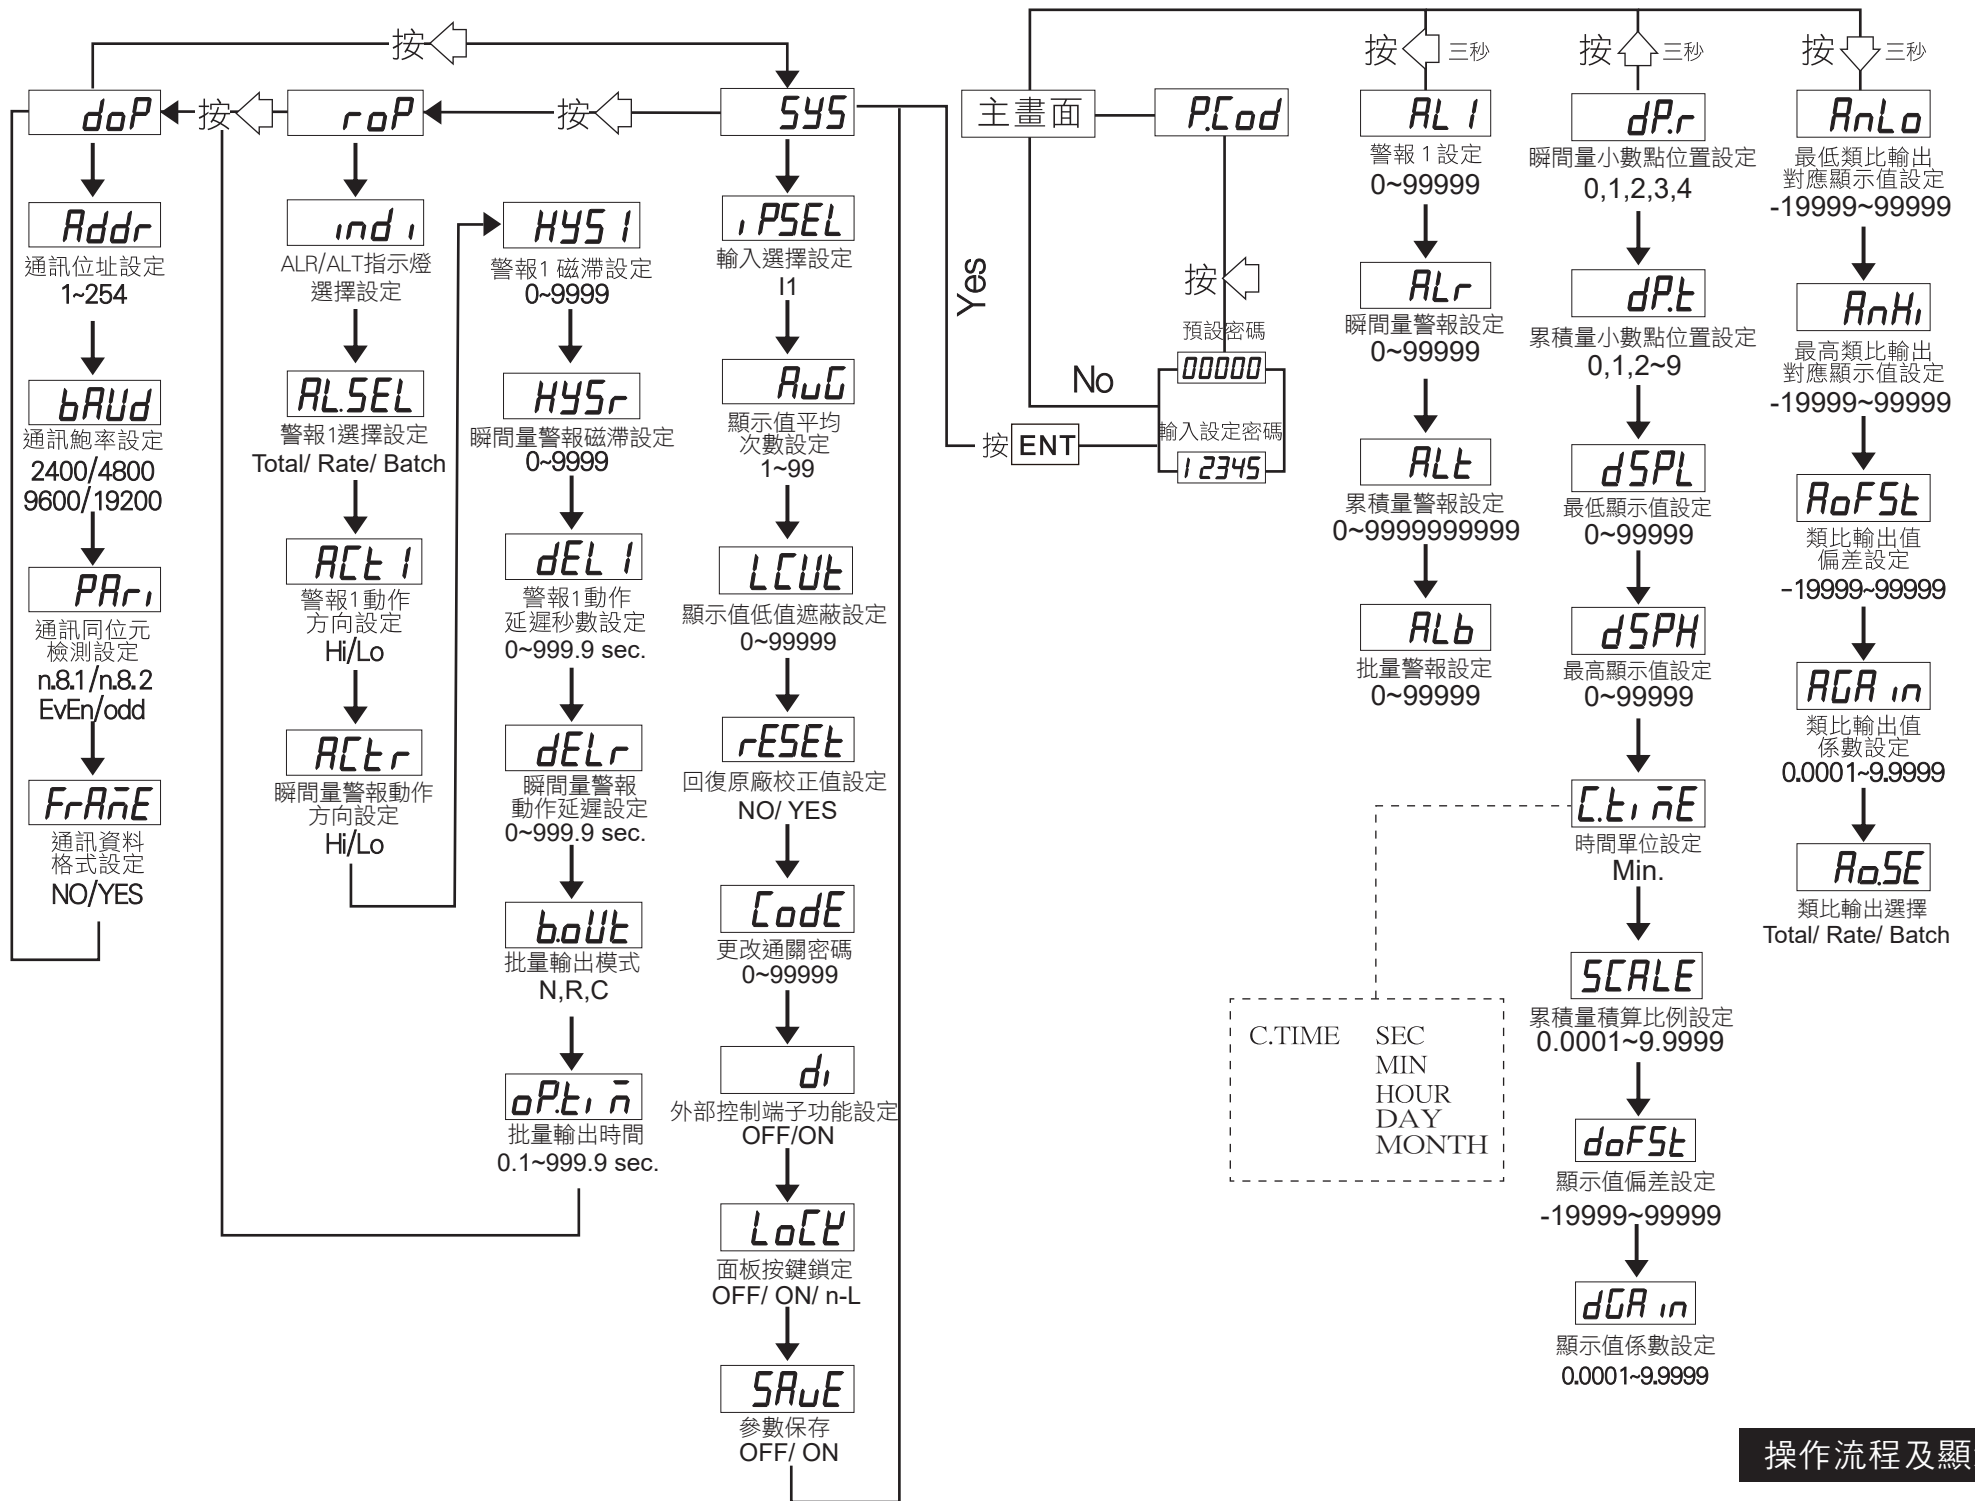 按
doP
按
roP
按
SYS
Addr
通訊位址設定
1~254
bAUd
通訊鮑率設定
2400/4800
9600/19200
PAri
通訊同位元
檢測設定
n.8.1/n.8.2
EvEn/odd
FrAmE
通訊資料
格式設定
NO/YES
indi
ALR/ALT指示燈
選擇設定
AL.SEL
警報1選擇設定
Total/ Rate/ Batch
ACt1
警報1動作
方向設定
Hi/Lo
ACtr
瞬間量警報動作
方向設定
Hi/Lo
HYS1
警報1 磁滯設定
0~9999
HYSr
瞬間量警報磁滯設定
0~9999
dEL1
警報1動作
延遲秒數設定
0~999.9 sec.
dELr
瞬間量警報
動作延遲設定
0~999.9 sec.
b.oUt
批量輸出模式
N,R,C
oP.tim
批量輸出時間
0.1~999.9 sec.
iPSEL
輸入選擇設定
I1
AvG
顯示值平均
次數設定
1~99
LCUt
顯示值低值遮蔽設定
0~99999
rESEt
回復原廠校正值設定
NO/ YES
CodE
更改通關密碼
0~99999
di
外部控制端子功能設定
OFF/ON
LoCK
面板按鍵鎖定
OFF/ ON/ n-L
SAvE
參數保存
OFF/ ON
主畫面
P.Cod
按
預設密碼
00000
Yes
No
輸入設定密碼
12345
按 ENT
按 三秒
AL1
警報 1 設定
0~99999
ALr
瞬間量警報設定
0~99999
ALt
累積量警報設定
0~9999999999
ALb
批量警報設定
0~99999
按 三秒
dP.r
瞬間量小數點位置設定
0,1,2,3,4
dP.t
累積量小數點位置設定
0,1,2~9
dSPL
最低顯示值設定
0~99999
dSPH
最高顯示值設定
0~99999
C.timE
時間單位設定
Min.
C.TIME SEC
MIN
HOUR
DAY
MONTH
SCALE
累積量積算比例設定
0.0001~9.9999
doFSt
顯示值偏差設定
-19999~99999
dGAin
顯示值係數設定
0.0001~9.9999
按 三秒
AnLo
最低類比輸出
對應顯示值設定
-19999~99999
AnHi
最高類比輸出
對應顯示值設定
-19999~99999
AoFSt
類比輸出值
偏差設定
-19999~99999
AGAin
類比輸出值
係數設定
0.0001~9.9999
Ao.SE
類比輸出選擇
Total/ Rate/ Batch
操作流程及顯